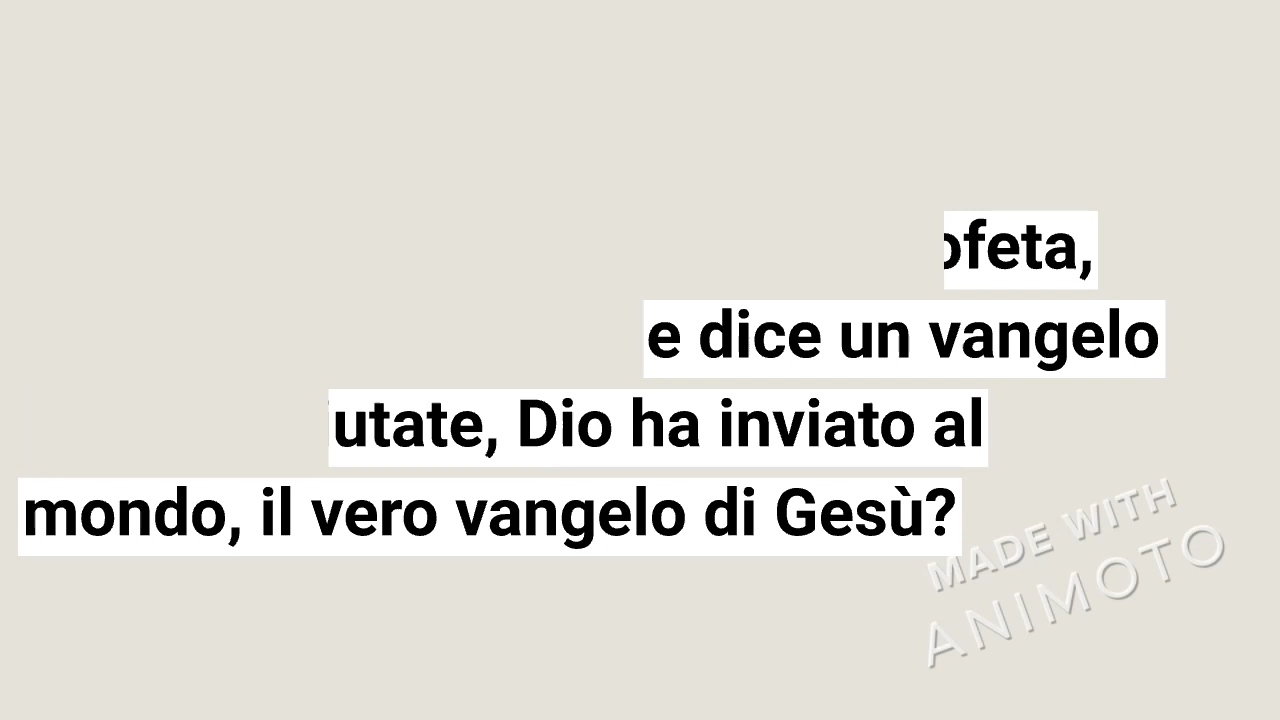 ofeta,
e dice un vangelo
utate, Dio ha inviato al
mondo, il vero vangelo di Gesù?
MADE WITH
ANIMOTO